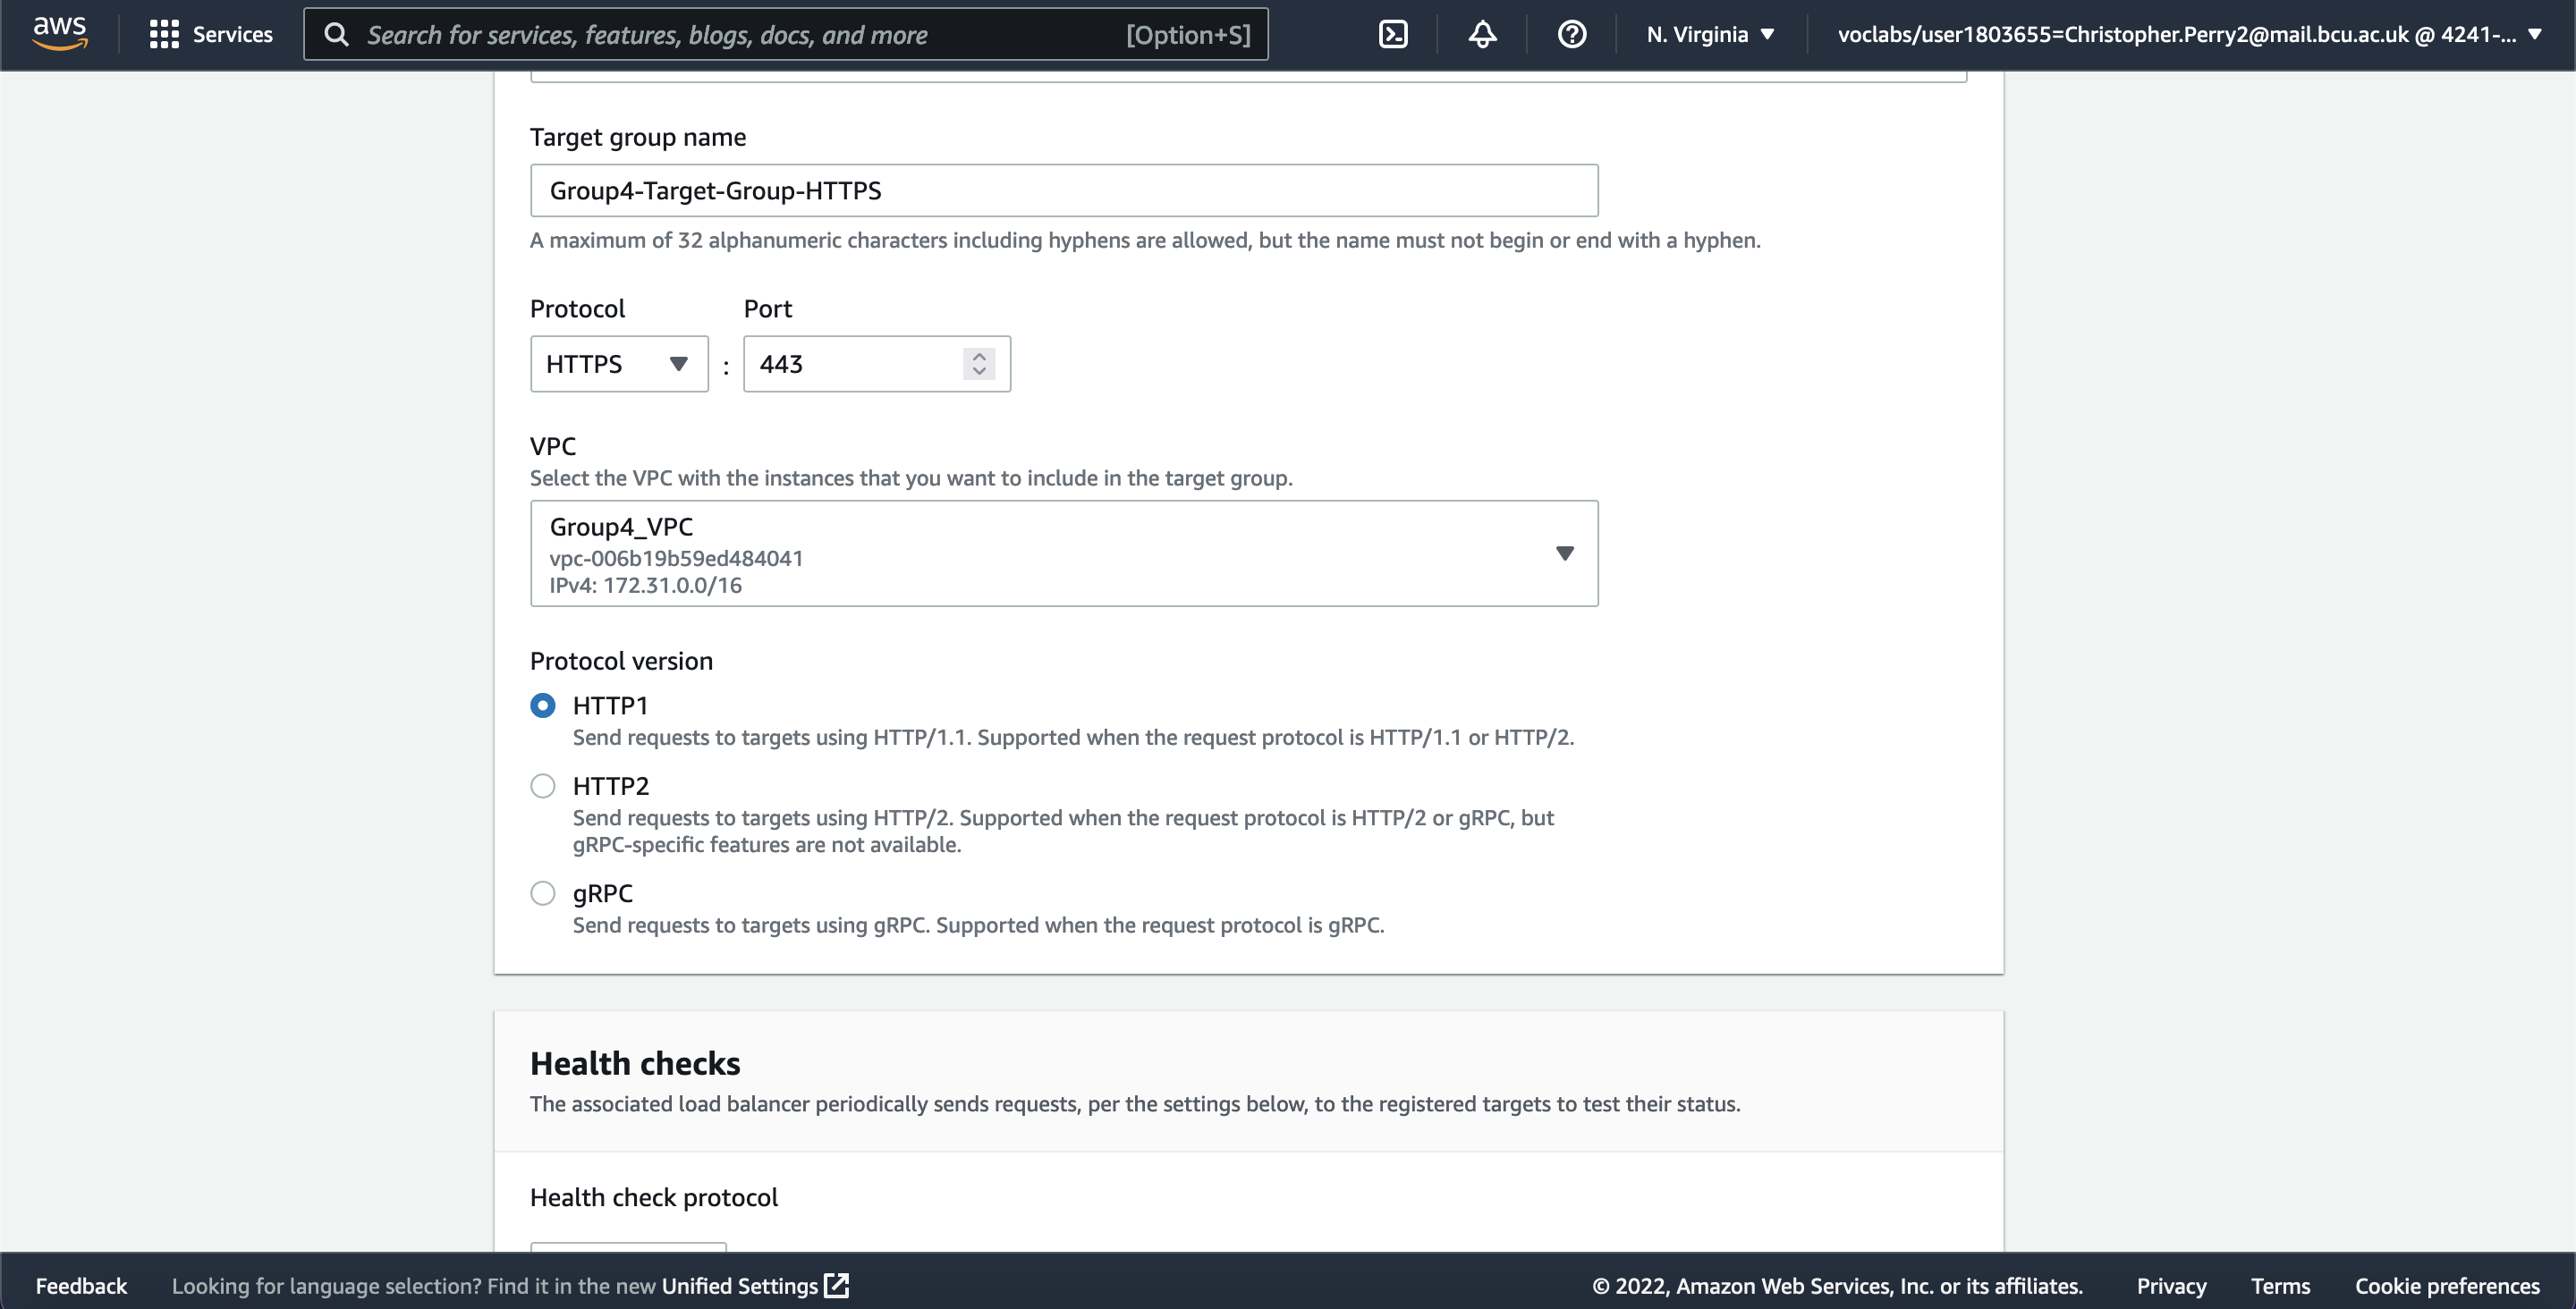 aws
Services
Search for services, features, blogs, docs, and more
[Option+S]
N. Virginia
voclabs/user1803655=Christopher.Perry2@mail.bcu.ac.uk @ 4241-...
Target group name
Group4-Target-Group-HTTPS
A maximum of 32 alphanumeric characters including hyphens are allowed, but the name must not begin or end with a hyphen.
Protocol
Port
HTTPS
:
443
VPC
Select the VPC with the instances that you want to include in the target group.
Group4_VPC
vpc-006b19b59ed484041
IPv4: 172.31.0.0/16
Protocol version
HTTP1
Send requests to targets using HTTP/1.1. Supported when the request protocol is HTTP/1.1 or HTTP/2.
HTTP2
Send requests to targets using HTTP/2. Supported when the request protocol is HTTP/2 or gRPC, but
gRPC-specific features are not available.
gRPC
Send requests to targets using gRPC. Supported when the request protocol is gRPC.
Health checks
The associated load balancer periodically sends requests, per the settings below, to the registered targets to test their status.
Health check protocol
Feedback
Looking for language selection? Find it in the new Unified Settings
© 2022, Amazon Web Services, Inc. or its affiliates.
Privacy
Terms
Cookie preferences